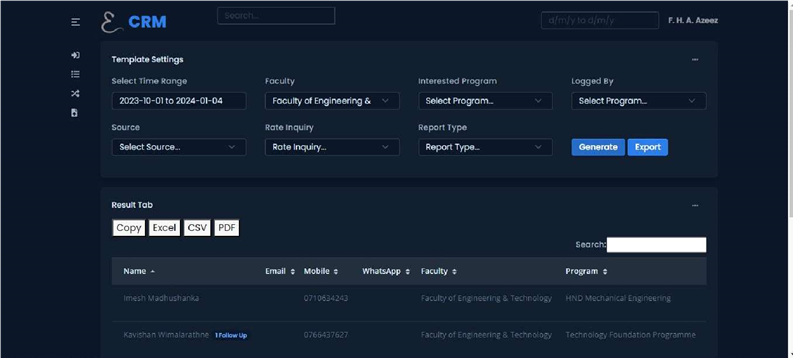 CRM
Search...
d/m/y to d/m/y
F. H. A. Azeez
Template Settings
Select Time Range Faculty Interested Program Logged By
2023-10-01 to 2024-01-04 Faculty of Engineering & Select Program... Select Program...
Source Rate Inquiry Report Type
Select Source... Rate Inquiry... Report Type... Generate Export
Result Tab
Copy Excel CSV PDF
Search:
Name Email Mobile WhatsApp Faculty Program
Imesh Madhushanka 0719634243 Faculty of Engineering & Technology HND Mechanical Engineering
Kavishan Wimalarathne 1 Follow Up 0766437627 Faculty of Engineering & Technology Technology Foundation Programme